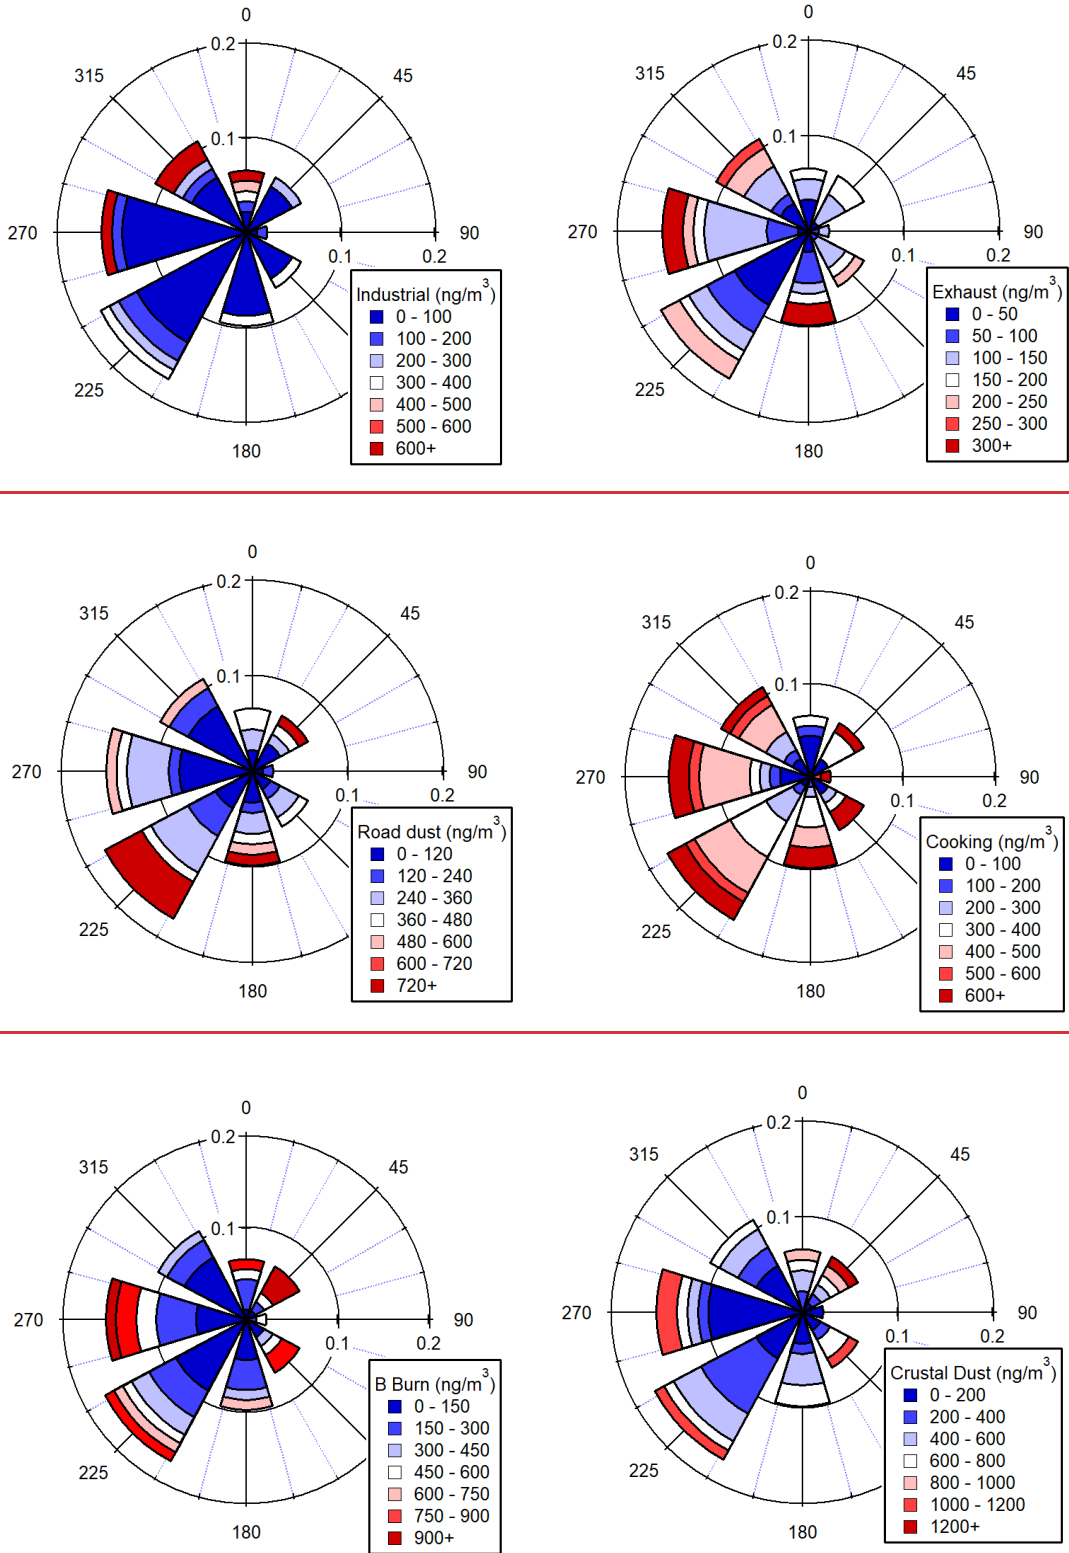 0
0.2
315
45
0.1
270
90
0.1
0.2
225
180
Industrial (ng/m³)
0 - 100
100 - 200
200 - 300
300 - 400
400 - 500
500 - 600
600+
0
0.2
315
45
0.1
270
90
0.1
0.2
225
180
Exhaust (ng/m³)
0 - 50
50 - 100
100 - 150
150 - 200
200 - 250
250 - 300
300+
0
0.2
315
45
0.1
270
90
0.1
0.2
225
180
Road dust (ng/m³)
0 - 120
120 - 240
240 - 360
360 - 480
480 - 600
600 - 720
720+
0
0.2
315
45
0.1
270
90
0.1
0.2
225
180
Cooking (ng/m³)
0 - 100
100 - 200
200 - 300
300 - 400
400 - 500
500 - 600
600+
0
0.2
315
45
0.1
270
90
0.1
0.2
225
180
B Burn (ng/m³)
0 - 150
150 - 300
300 - 450
450 - 600
600 - 750
750 - 900
900+
0
0.2
315
45
0.1
270
90
0.1
0.2
225
180
Crustal Dust (ng/m³)
0 - 200
200 - 400
400 - 600
600 - 800
800 - 1000
1000 - 1200
1200+